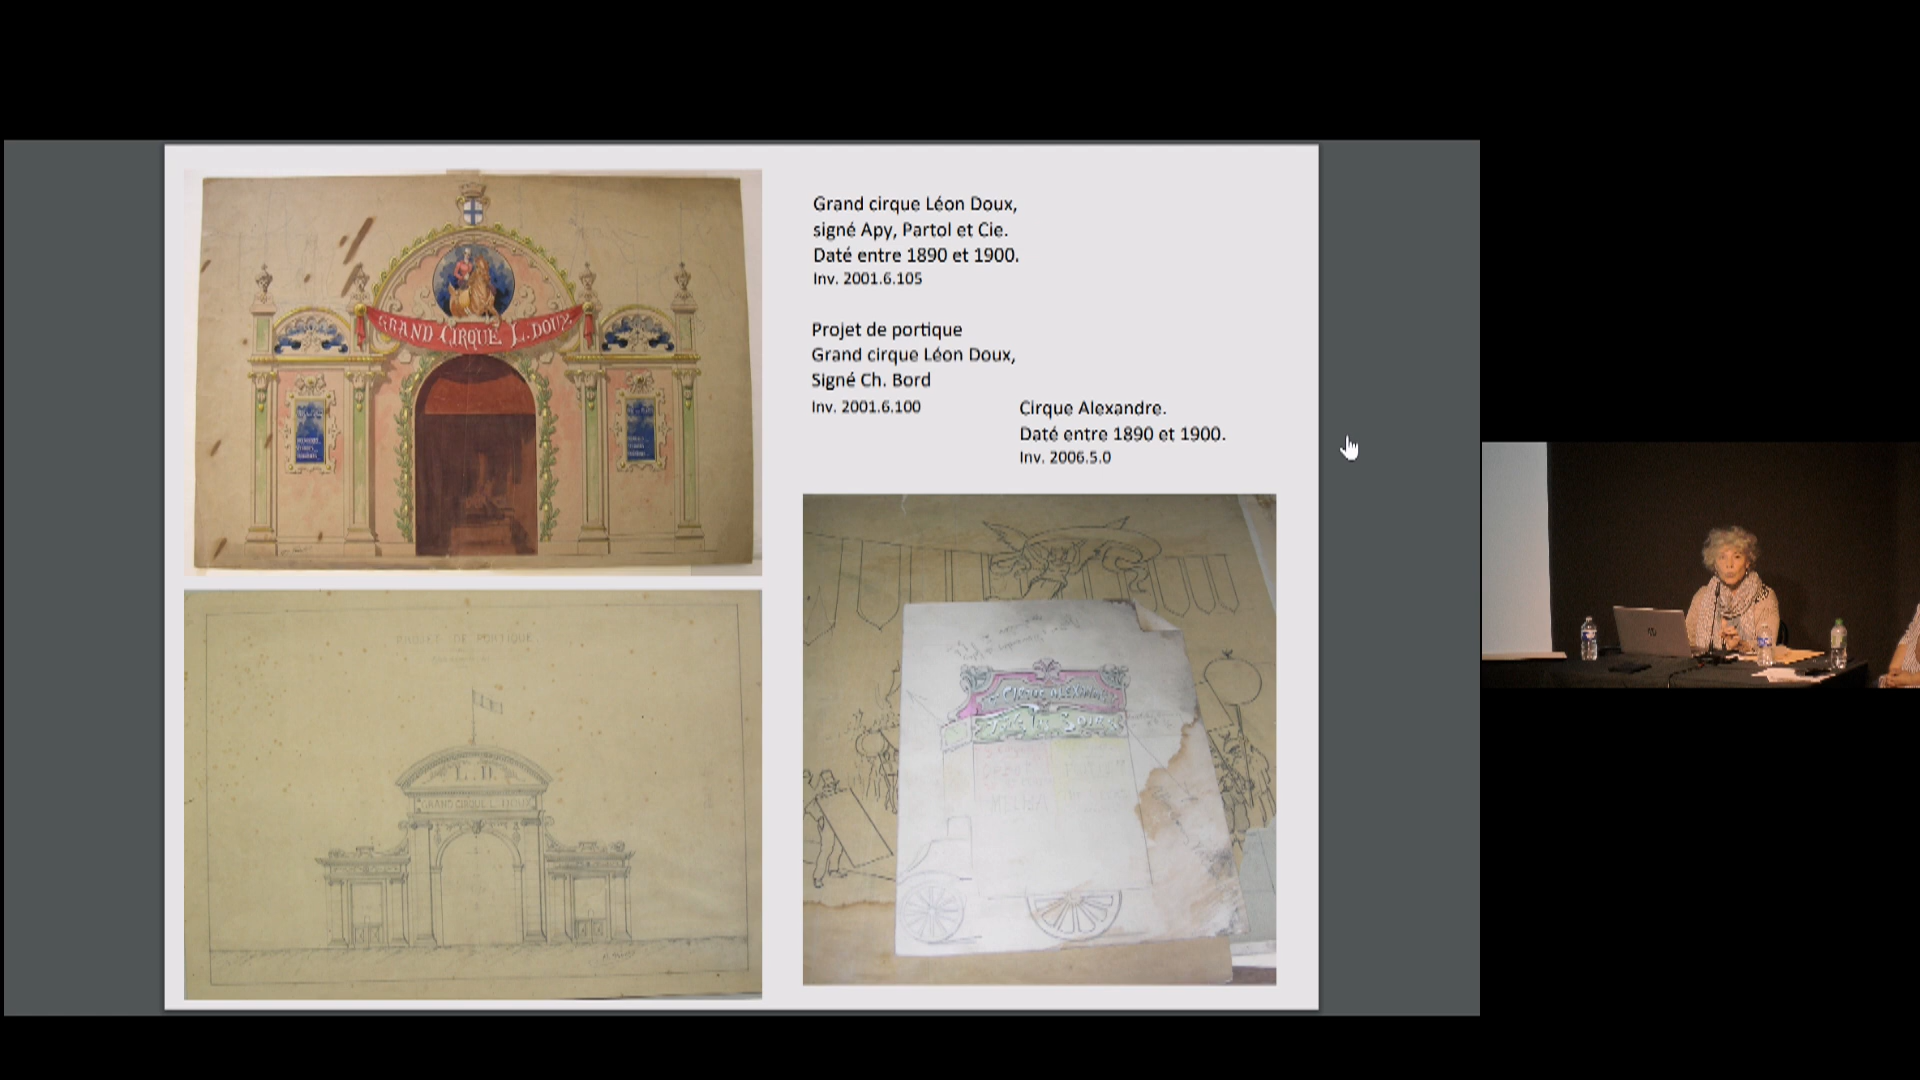 Grand cirque Léon Doux,
signé Apy, Partol et Cie.
Daté entre 1890 et 1900.
Inv. 2001.6.105
Projet de portique
Grand cirque Léon Doux,
Signé Ch. Bord
Inv. 2001.6.100
Cirque Alexandre.
Daté entre 1890 et 1900.
Inv. 2006.5.0
GRAND CIRQUE L. DOUX
PROJET DE PORTIQUE
L. D
GRAND CIRQUE L. DOUX
CIRQUE ALEXANDRE